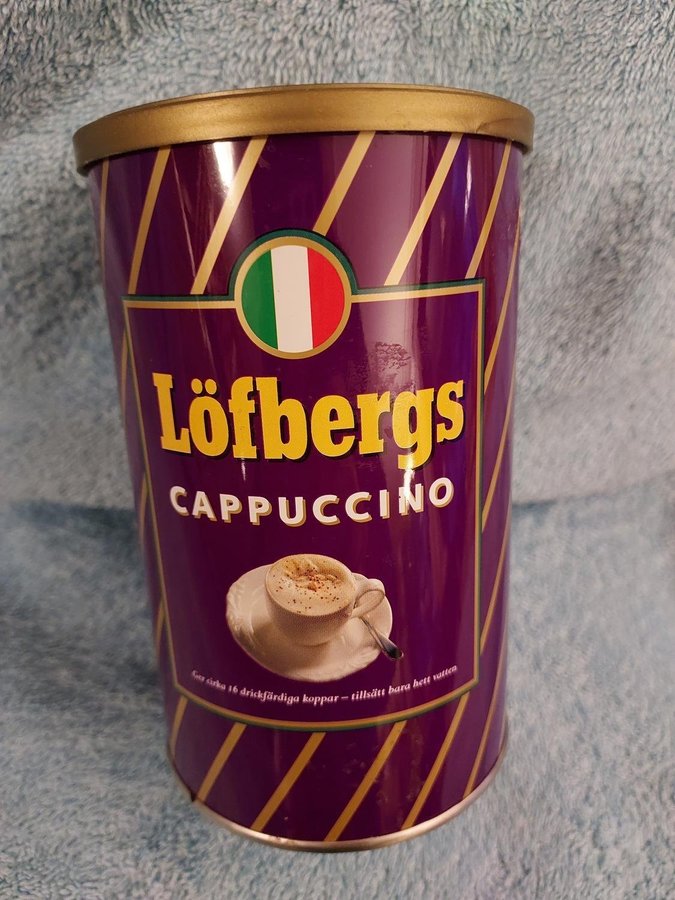 Löfbergs
CAPPUCCINO
Ger cirka 16 drickfärdiga koppar – tillsätt bara hett vatten